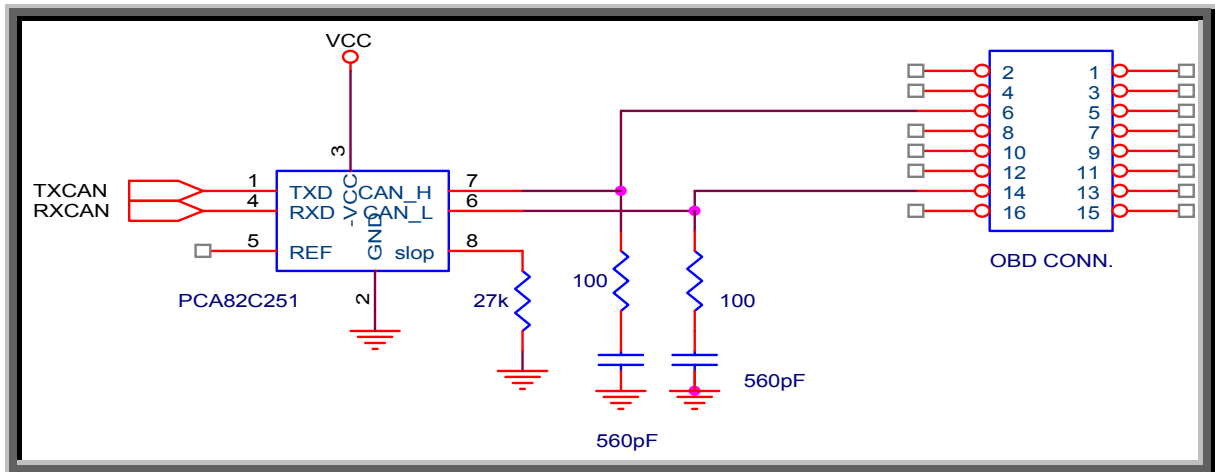 VCC
3
TXCAN
1
TXD
CAN_H
7
RXCAN
4
RXD
CAN_L
6
-VCC
GND
5
REF
slop
8
PCA82C251
2
27k
100
100
560pF
560pF
2 1
4 3
6 5
8 7
10 9
12 11
14 13
16 15
OBD CONN.